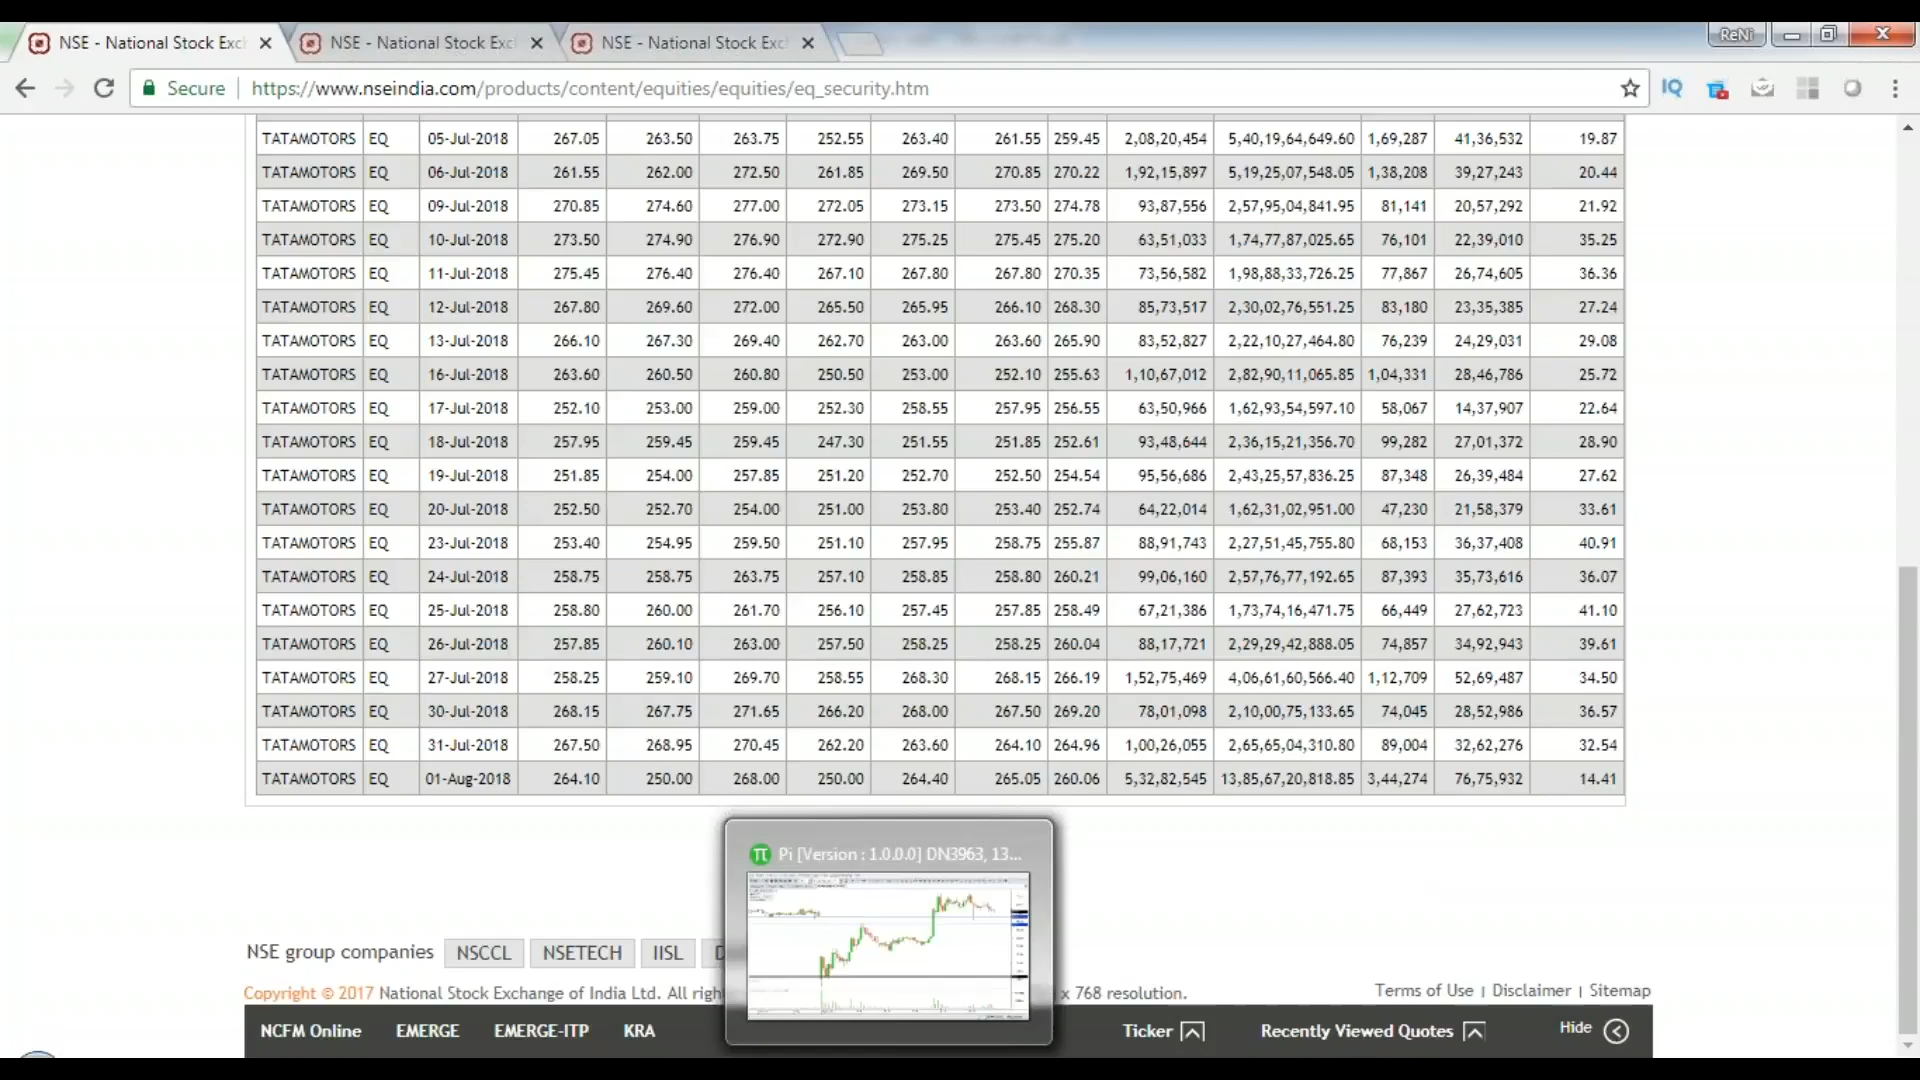 NSE - National Stock Exc
NSE - National Stock Exc
NSE - National Stock Exc
ReNi
Secure
https://www.nseindia.com/products/content/equities/equities/eq_security.htm
IQ
TATAMOTORS EQ 05-Jul-2018 267.05 263.50 263.75 252.55 263.40 261.55 259.45 2,08,20,454 5,40,19,64,649.60 1,69,287 41,36,532 19.87
TATAMOTORS EQ 06-Jul-2018 261.55 262.00 272.50 261.85 269.50 270.85 270.22 1,92,15,897 5,19,25,07,548.05 1,38,208 39,27,243 20.44
TATAMOTORS EQ 09-Jul-2018 270.85 274.60 277.00 272.05 273.15 273.50 274.78 93,87,556 2,57,95,04,841.95 81,141 20,57,292 21.92
TATAMOTORS EQ 10-Jul-2018 273.50 274.90 276.90 272.90 275.25 275.45 275.20 63,51,033 1,74,77,87,025.65 76,101 22,39,010 35.25
TATAMOTORS EQ 11-Jul-2018 275.45 276.40 276.40 267.10 267.80 267.80 270.35 73,56,582 1,98,88,33,726.25 77,867 26,74,605 36.36
TATAMOTORS EQ 12-Jul-2018 267.80 269.60 272.00 265.50 265.95 266.10 268.30 85,73,517 2,30,02,76,551.25 83,180 23,35,385 27.24
TATAMOTORS EQ 13-Jul-2018 266.10 267.30 269.40 262.70 263.00 263.60 265.90 83,52,827 2,22,10,27,464.80 76,239 24,29,031 29.08
TATAMOTORS EQ 16-Jul-2018 263.60 260.50 260.80 250.50 253.00 252.10 255.63 1,10,67,012 2,82,90,11,065.85 1,04,331 28,46,786 25.72
TATAMOTORS EQ 17-Jul-2018 252.10 253.00 259.00 252.30 258.55 257.95 256.55 63,50,966 1,62,93,54,597.10 58,067 14,37,907 22.64
TATAMOTORS EQ 18-Jul-2018 257.95 259.45 259.45 247.30 251.55 251.85 252.61 93,48,644 2,36,15,21,356.70 99,282 27,01,372 28.90
TATAMOTORS EQ 19-Jul-2018 251.85 254.00 257.85 251.20 252.70 252.50 254.54 95,56,686 2,43,25,57,836.25 87,348 26,39,484 27.62
TATAMOTORS EQ 20-Jul-2018 252.50 252.70 254.00 251.00 253.80 253.40 252.74 64,22,014 1,62,31,02,951.00 47,230 21,58,379 33.61
TATAMOTORS EQ 23-Jul-2018 253.40 254.95 259.50 251.10 257.95 258.75 255.87 88,91,743 2,27,51,45,755.80 68,153 36,37,408 40.91
TATAMOTORS EQ 24-Jul-2018 258.75 258.75 263.75 257.10 258.85 258.80 260.21 99,06,160 2,57,76,77,192.65 87,393 35,73,616 36.07
TATAMOTORS EQ 25-Jul-2018 258.80 260.00 261.70 256.10 257.45 257.85 258.49 67,21,386 1,73,74,16,471.75 66,449 27,62,723 41.10
TATAMOTORS EQ 26-Jul-2018 257.85 260.10 263.00 257.50 258.25 258.25 260.04 88,17,721 2,29,29,42,888.05 74,857 34,92,943 39.61
TATAMOTORS EQ 27-Jul-2018 258.25 259.10 269.70 258.55 268.30 268.15 266.19 1,52,75,469 4,06,61,60,566.40 1,12,709 52,69,487 34.50
TATAMOTORS EQ 30-Jul-2018 268.15 267.75 271.65 266.20 268.00 267.50 269.20 78,01,098 2,10,00,75,133.65 74,045 28,52,986 36.57
TATAMOTORS EQ 31-Jul-2018 267.50 268.95 270.45 262.20 263.60 264.10 264.96 1,00,26,055 2,65,65,04,310.80 89,004 32,62,276 32.54
TATAMOTORS EQ 01-Aug-2018 264.10 250.00 268.00 250.00 264.40 265.05 260.06 5,32,82,545 13,85,67,20,818.85 3,44,274 76,75,932 14.41
Pi [Version : 1.0.0.0] DN3963, 13...
NSE group companies NSCCL NSETECH IISL
Copyright © 2017 National Stock Exchange of India Ltd. All righ x 768 resolution.
Terms of Use | Disclaimer | Sitemap
NCFM Online EMERGE EMERGE-ITP KRA Ticker Recently Viewed Quotes Hide